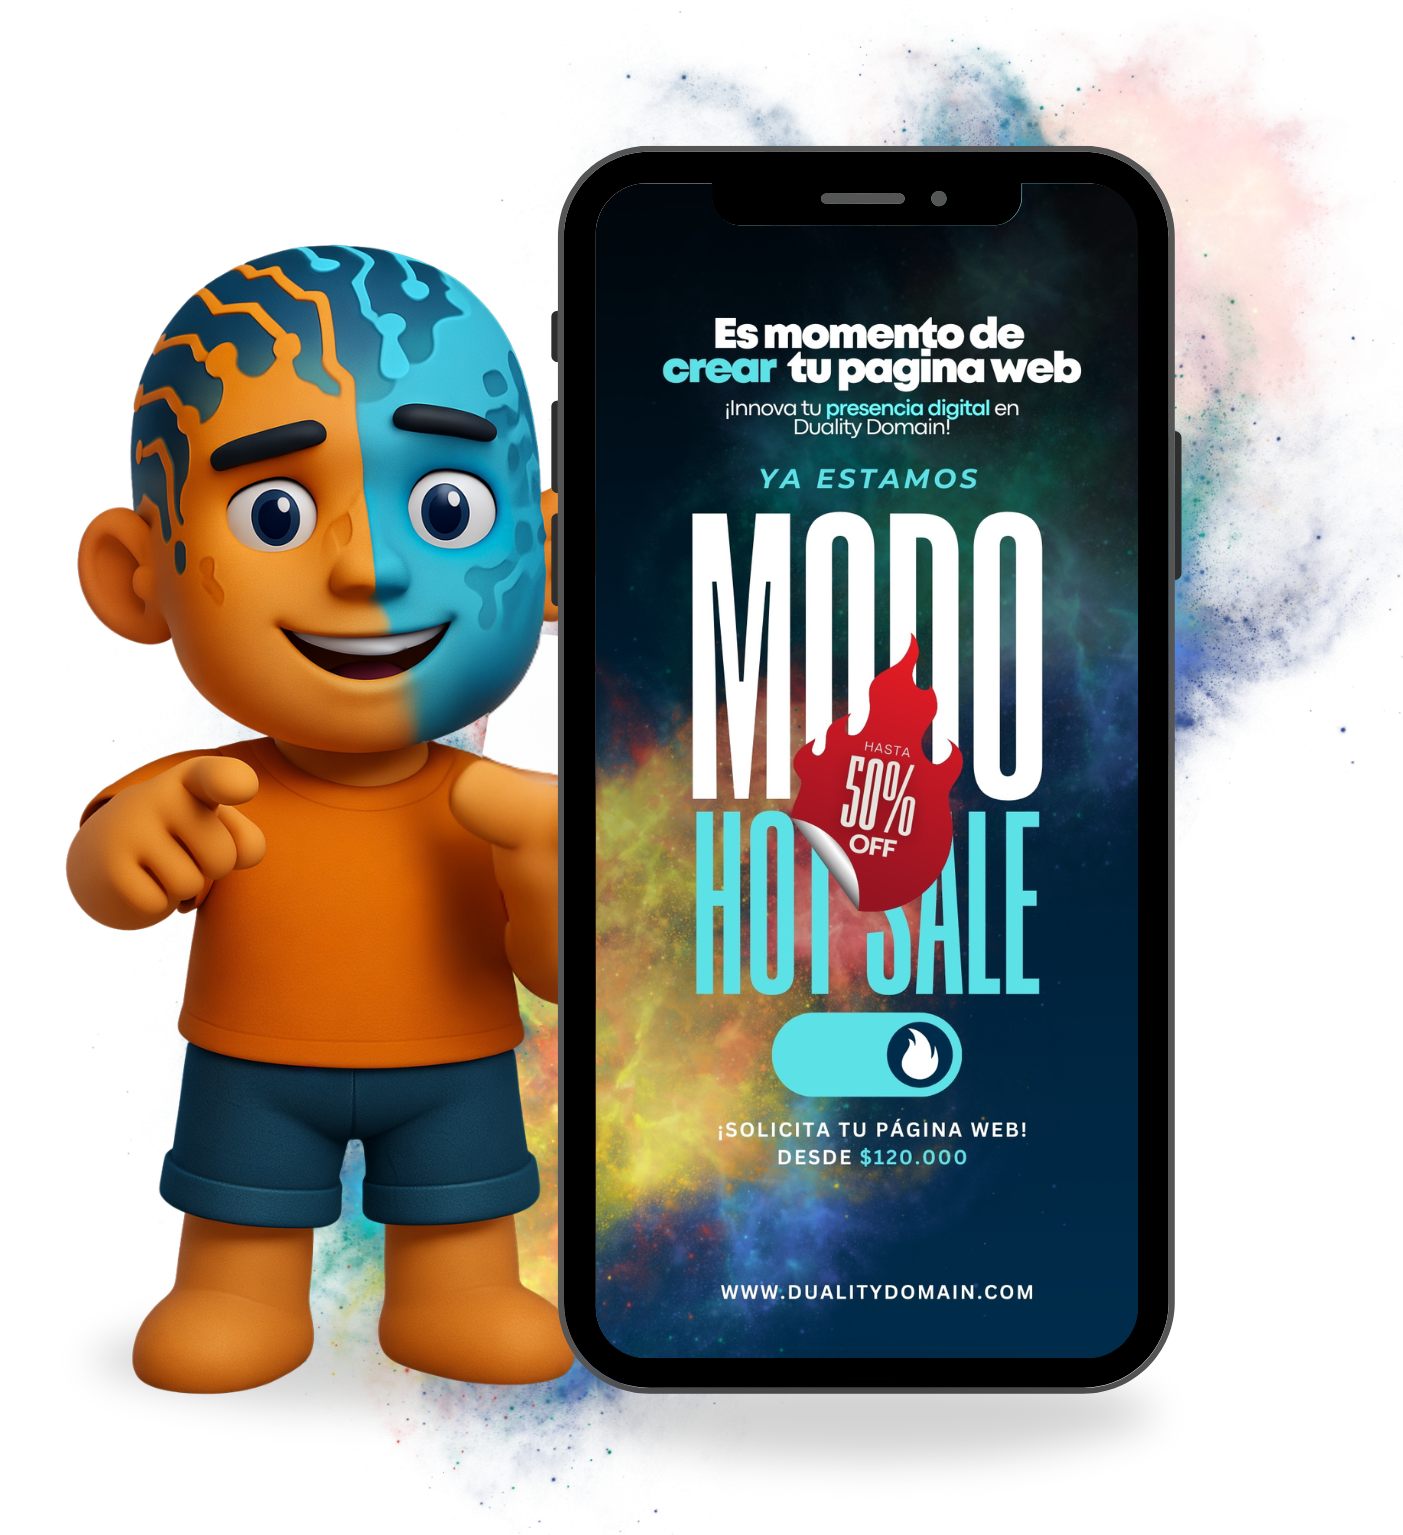 Es momento de
crear tu pagina web
¡Innova tu presencia digital en
Duality Domain!
YA ESTAMOS
MODO
HASTA
50%
OFF
HOT SALE
¡SOLICITA TU PÁGINA WEB!
DESDE $120.000
WWW.DUALITYDOMAIN.COM